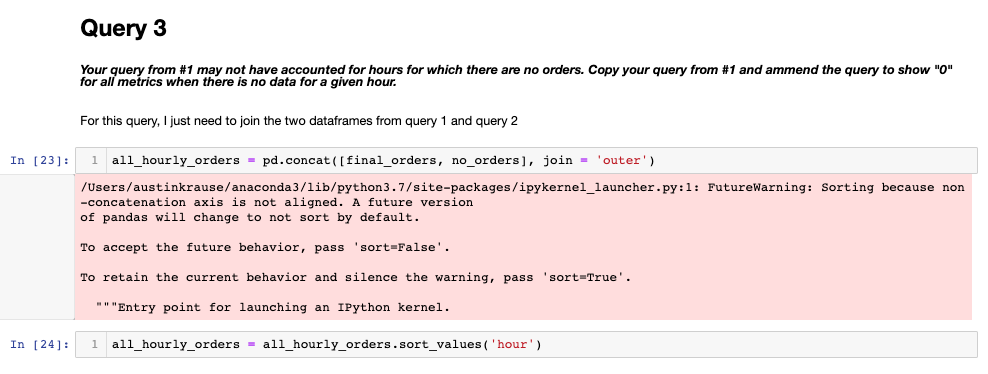 Query 3
Your query from #1 may not have accounted for hours for which there are no orders. Copy your query from #1 and ammend the query to show "0"
for all metrics when there is no data for a given hour.
For this query, I just need to join the two dataframes from query 1 and query 2
In [23]: 1 all_hourly_orders = pd.concat([final_orders, no_orders], join = 'outer')
/Users/austinkrause/anaconda3/lib/python3.7/site-packages/ipykernel_launcher.py:1: FutureWarning: Sorting because non
-concatenation axis is not aligned. A future version
of pandas will change to not sort by default.
To accept the future behavior, pass 'sort=False'.
To retain the current behavior and silence the warning, pass 'sort=True'.
"""Entry point for launching an IPython kernel.
In [24]: 1 all_hourly_orders = all_hourly_orders.sort_values('hour')